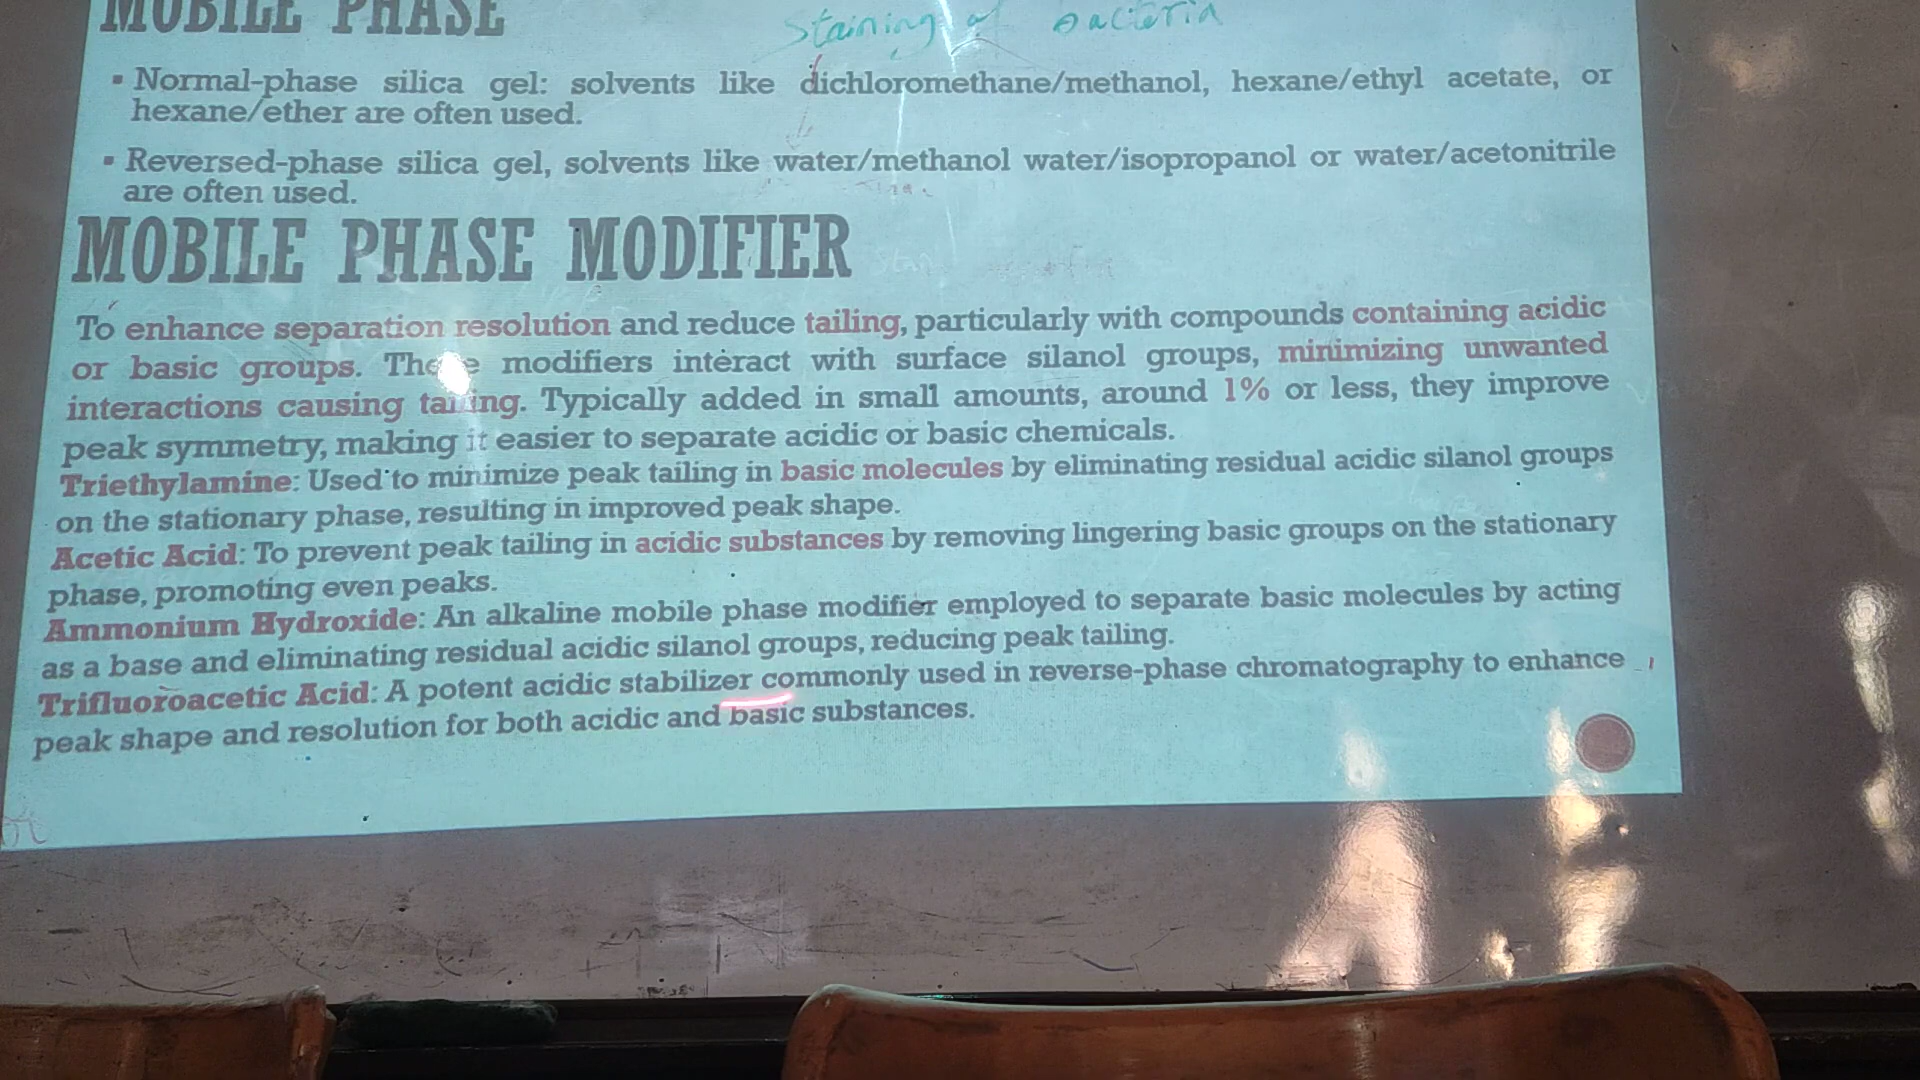 MOBILE PHASE
Staining of Bacteria
▪ Normal-phase silica gel: solvents like dichloromethane/methanol, hexane/ethyl acetate, or
hexane/ether are often used.
▪ Reversed-phase silica gel, solvents like water/methanol water/isopropanol or water/acetonitrile
are often used.
MOBILE PHASE MODIFIER
To enhance separation resolution and reduce tailing, particularly with compounds containing acidic
or basic groups. These modifiers interact with surface silanol groups, minimizing unwanted
interactions causing tailing. Typically added in small amounts, around 1% or less, they improve
peak symmetry, making it easier to separate acidic or basic chemicals.
Triethylamine: Used to minimize peak tailing in basic molecules by eliminating residual acidic silanol groups
on the stationary phase, resulting in improved peak shape.
Acetic Acid: To prevent peak tailing in acidic substances by removing lingering basic groups on the stationary
phase, promoting even peaks.
Ammonium Hydroxide: An alkaline mobile phase modifier employed to separate basic molecules by acting
as a base and eliminating residual acidic silanol groups, reducing peak tailing.
Trifluoroacetic Acid: A potent acidic stabilizer commonly used in reverse-phase chromatography to enhance
peak shape and resolution for both acidic and basic substances.